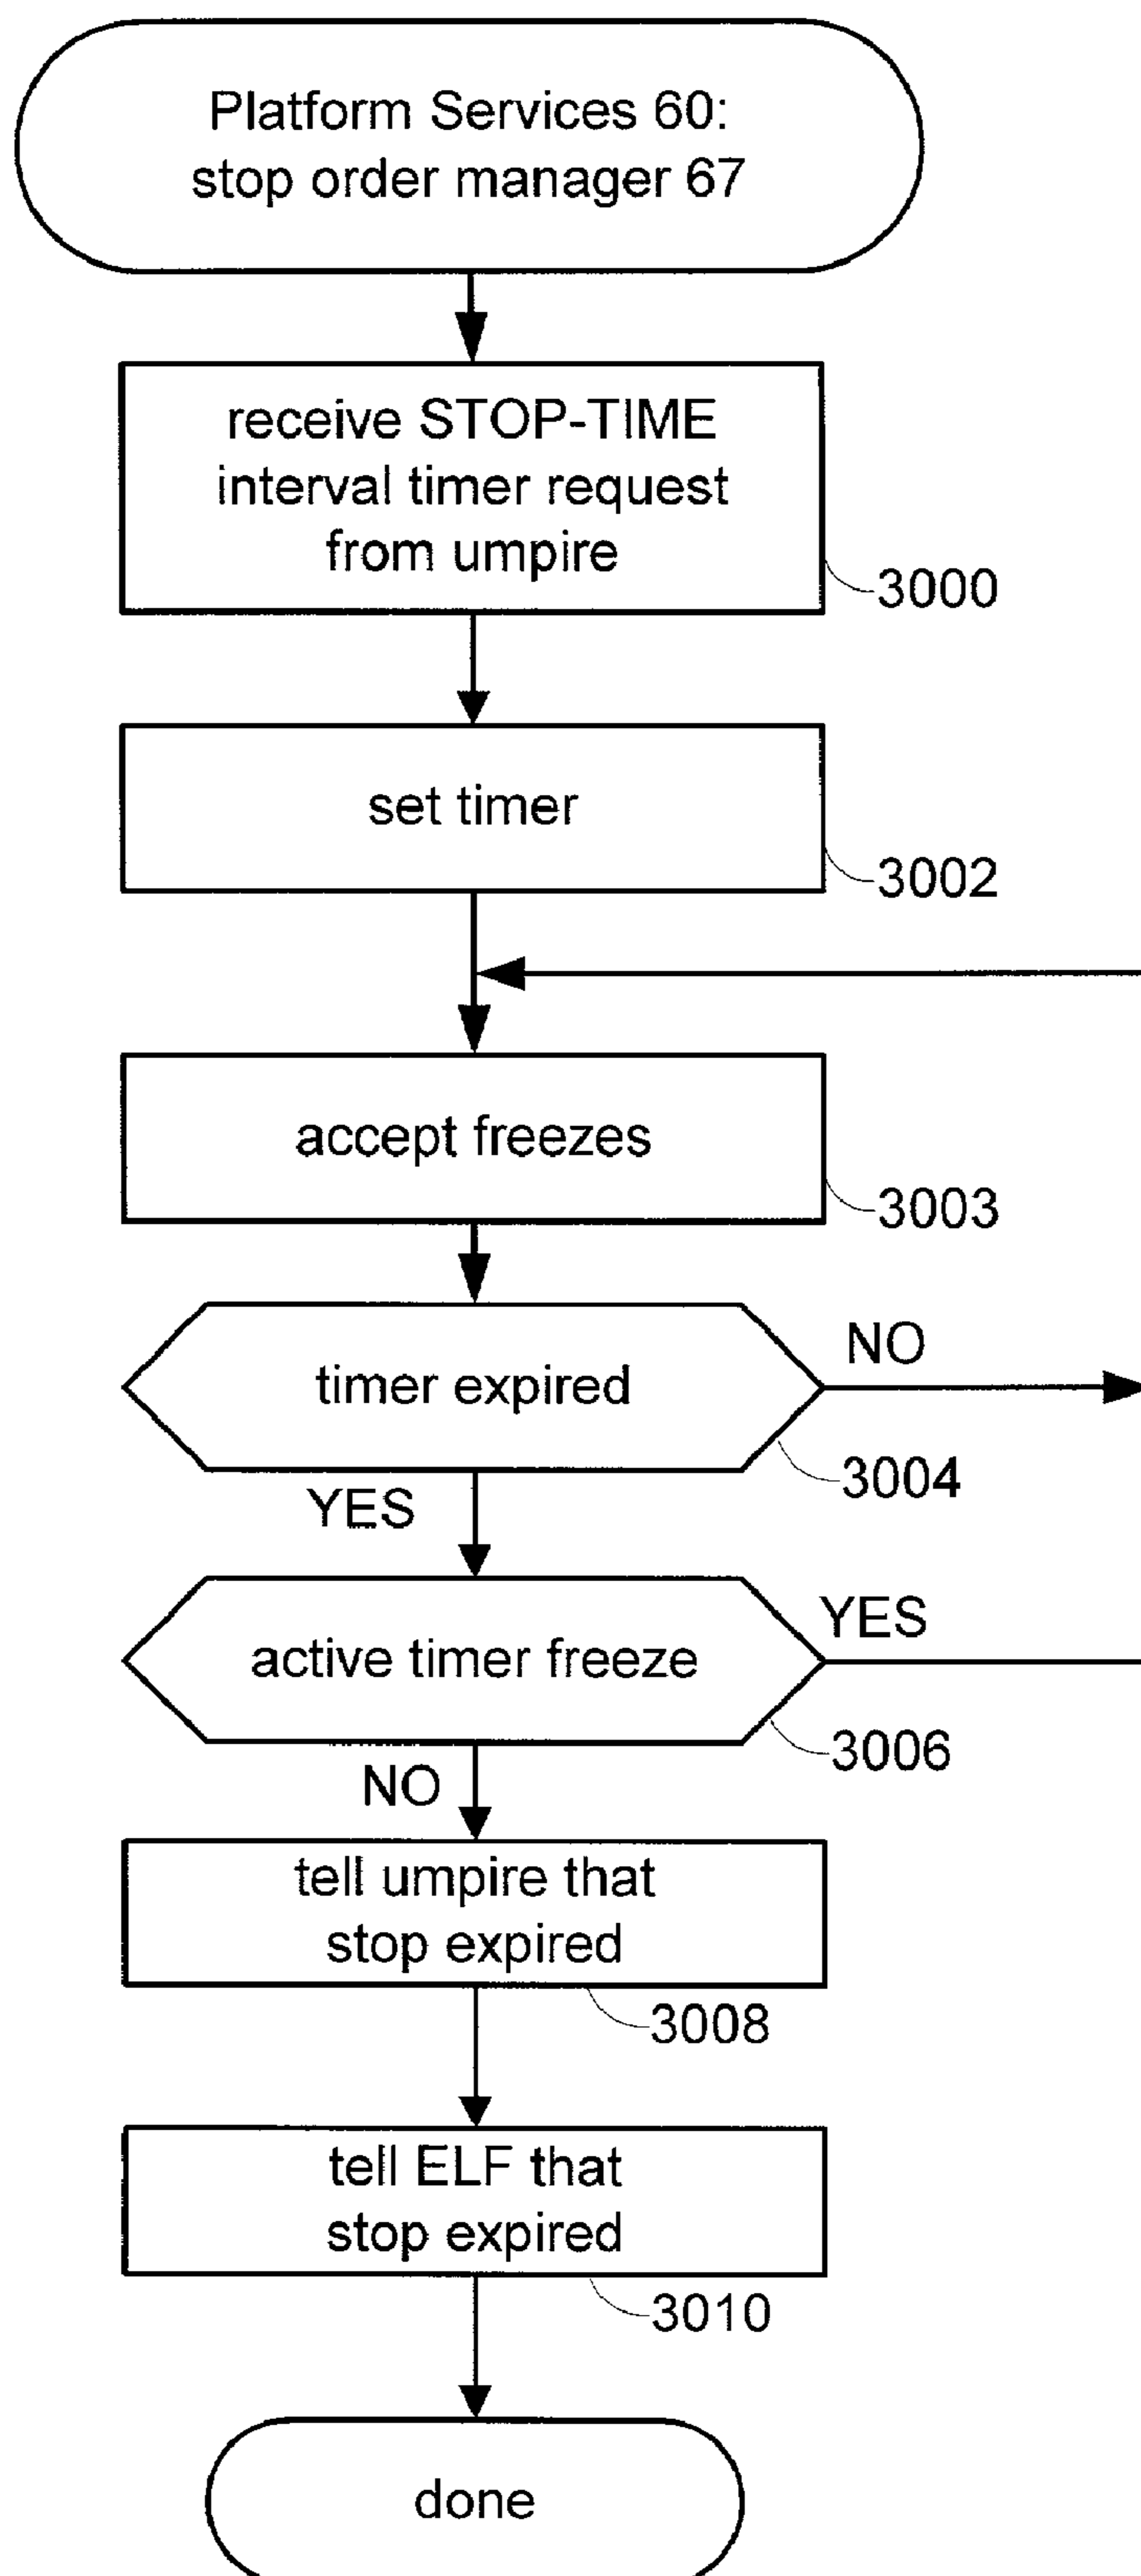 Platform Services 60:
stop order manager 67
receive STOP-TIME
interval timer request
from umpire
3000
set timer
3002
accept freezes
3003
timer expired
NO
3004
YES
active timer freeze
YES
3006
NO
tell umpire that
stop expired
3008
tell ELF that
stop expired
3010
done